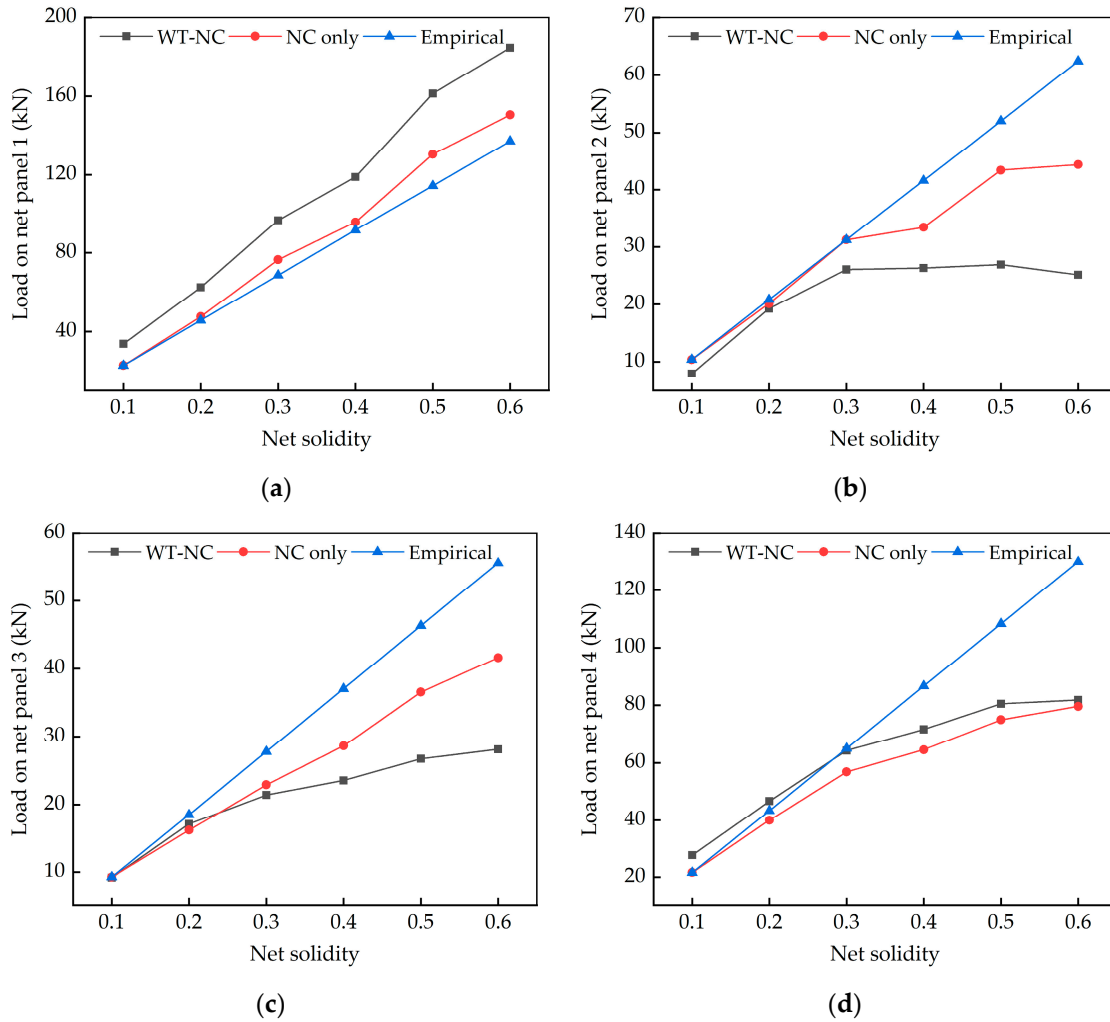 WT-NC NC only Empirical
Load on net panel 1 (kN)
200
160
120
80
40
0.1 0.2 0.3 0.4 0.5 0.6
Net solidity
(a)
WT-NC NC only Empirical
Load on net panel 2 (kN)
70
60
50
40
30
20
10
0.1 0.2 0.3 0.4 0.5 0.6
Net solidity
(b)
WT-NC NC only Empirical
Load on net panel 3 (kN)
60
50
40
30
20
10
0.1 0.2 0.3 0.4 0.5 0.6
Net solidity
(c)
WT-NC NC only Empirical
Load on net panel 4 (kN)
140
120
100
80
60
40
20
0.1 0.2 0.3 0.4 0.5 0.6
Net solidity
(d)